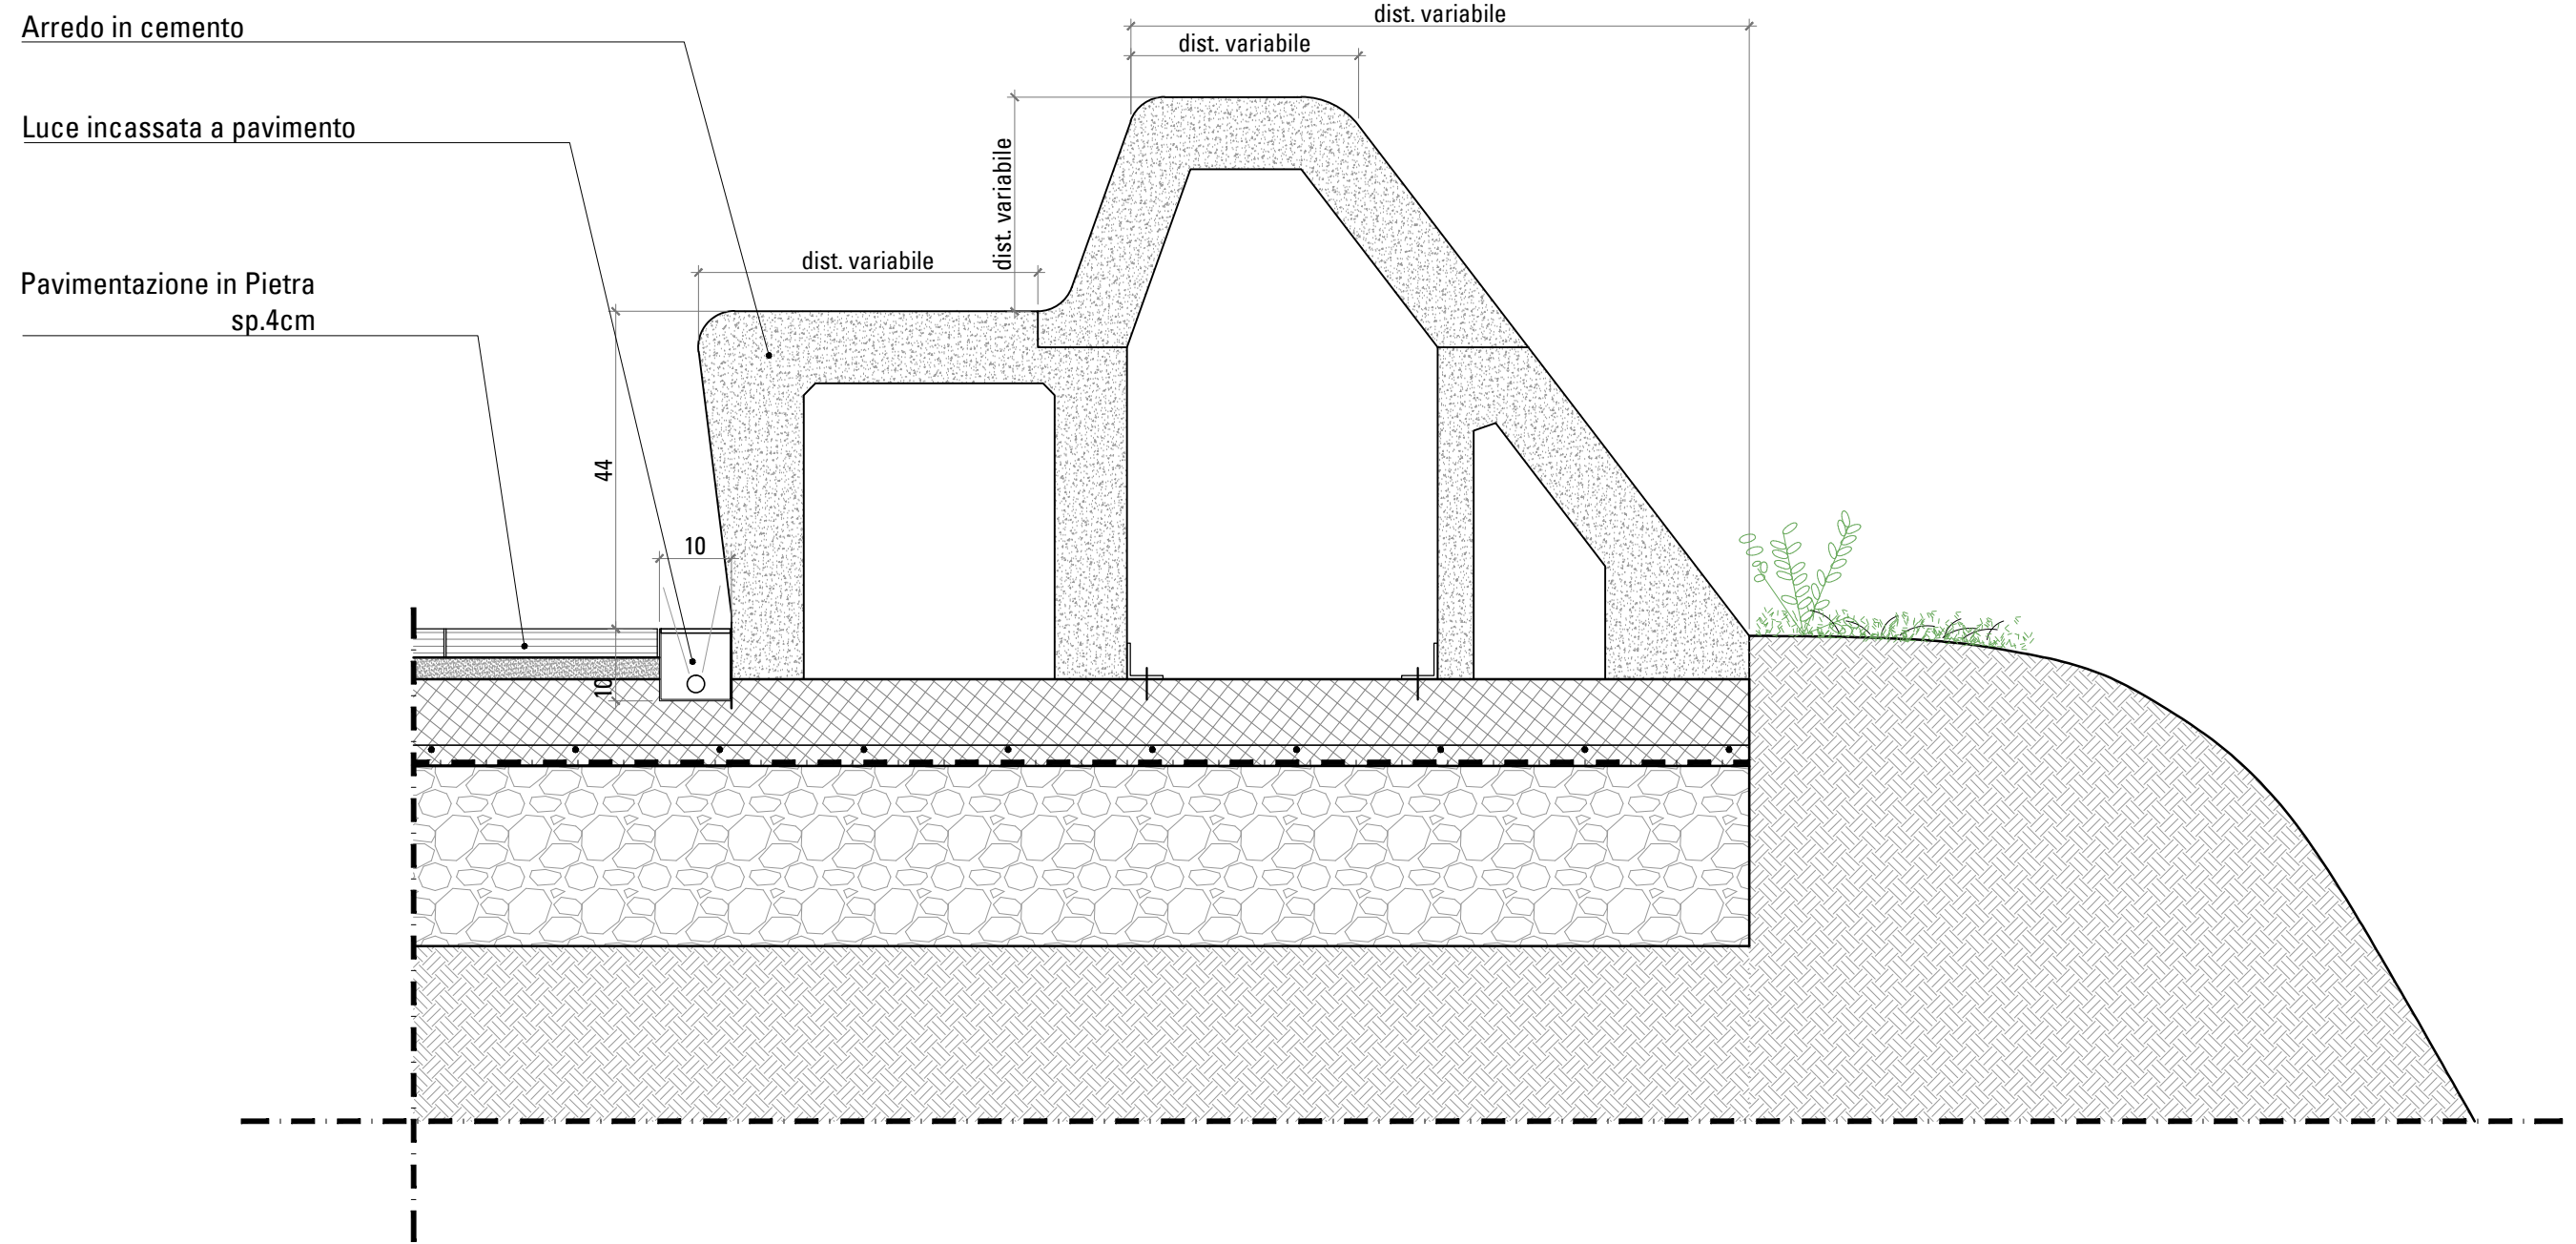 Arredo in cemento
Luce incassata a pavimento
Pavimentazione in Pietra
sp.4cm
dist. variabile
dist. variabile
dist. variabile
dist. variabile
44
10
10